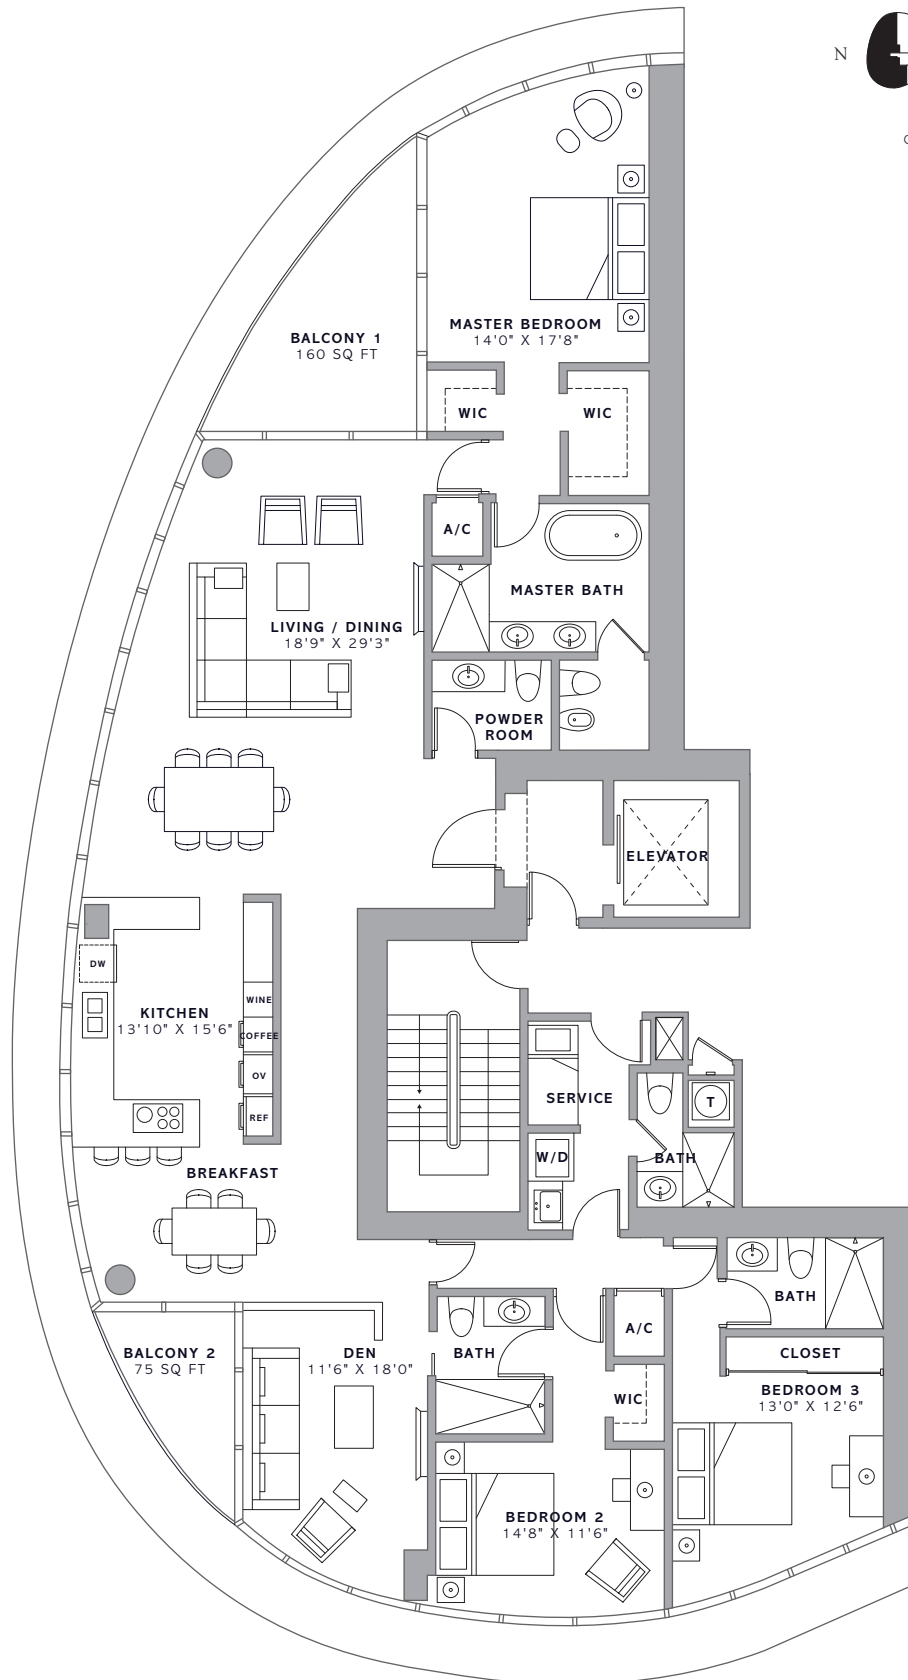 N
MASTER BEDROOM
14'0" X 17'8"
BALCONY 1
160 SQ FT
WIC
WIC
A/C
MASTER BATH
LIVING / DINING
18'9" X 29'3"
POWDER
ROOM
ELEVATOR
DW
WINE
KITCHEN
13'10" X 15'6"
COFFEE
OV
REF
SERVICE
T
W/D
BATH
BREAKFAST
BATH
A/C
BALCONY 2
75 SQ FT
DEN
11'6" X 18'0"
BATH
CLOSET
WIC
BEDROOM 3
13'0" X 12'6"
BEDROOM 2
14'8" X 11'6"